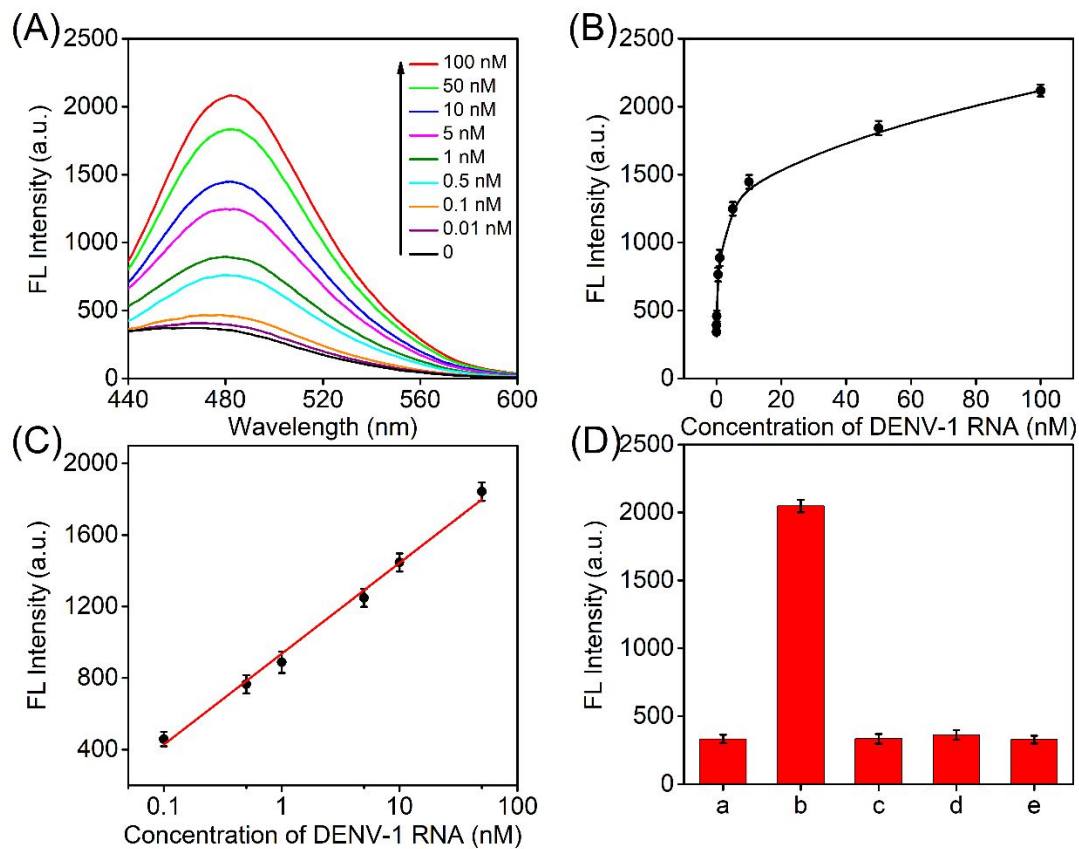 (A)
2500
2000
1500
1000
500
0
FL Intensity (a.u.)
440 480 520 560 600
Wavelength (nm)
100 nM
50 nM
10 nM
5 nM
1 nM
0.5 nM
0.1 nM
0.01 nM
0
(B)
2500
2000
1500
1000
500
0
FL Intensity (a.u.)
0 20 40 60 80 100
Concentration of DENV-1 RNA (nM)
(C)
2000
1600
1200
800
400
FL Intensity (a.u.)
0.1 1 10 100
Concentration of DENV-1 RNA (nM)
(D)
2500
2000
1500
1000
500
0
FL Intensity (a.u.)
a b c d e